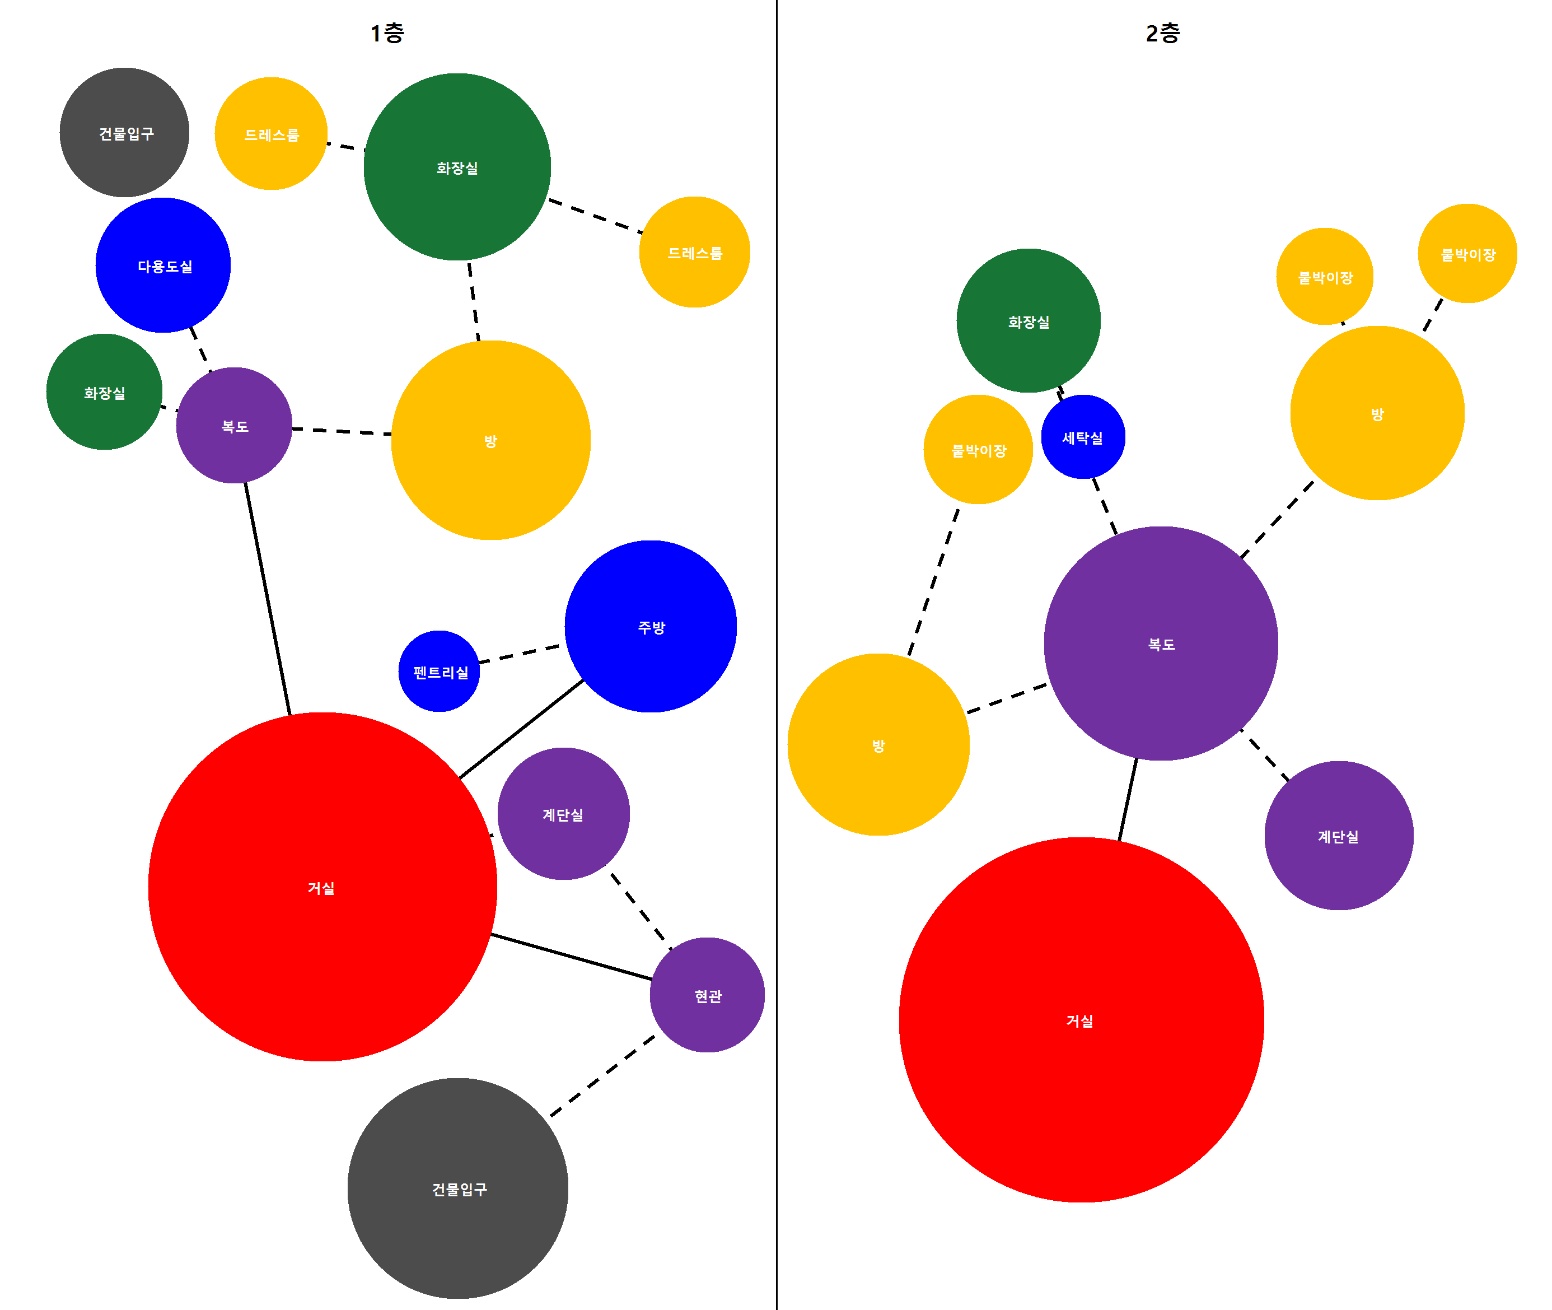 1층
건물입구
드레스룸
화장실
드레스룸
다용도실
화장실
복도
방
주방
펜트리실
계단실
거실
현관
건물입구
2층
붙박이장
붙박이장
화장실
방
세탁실
붙박이장
복도
방
계단실
거실